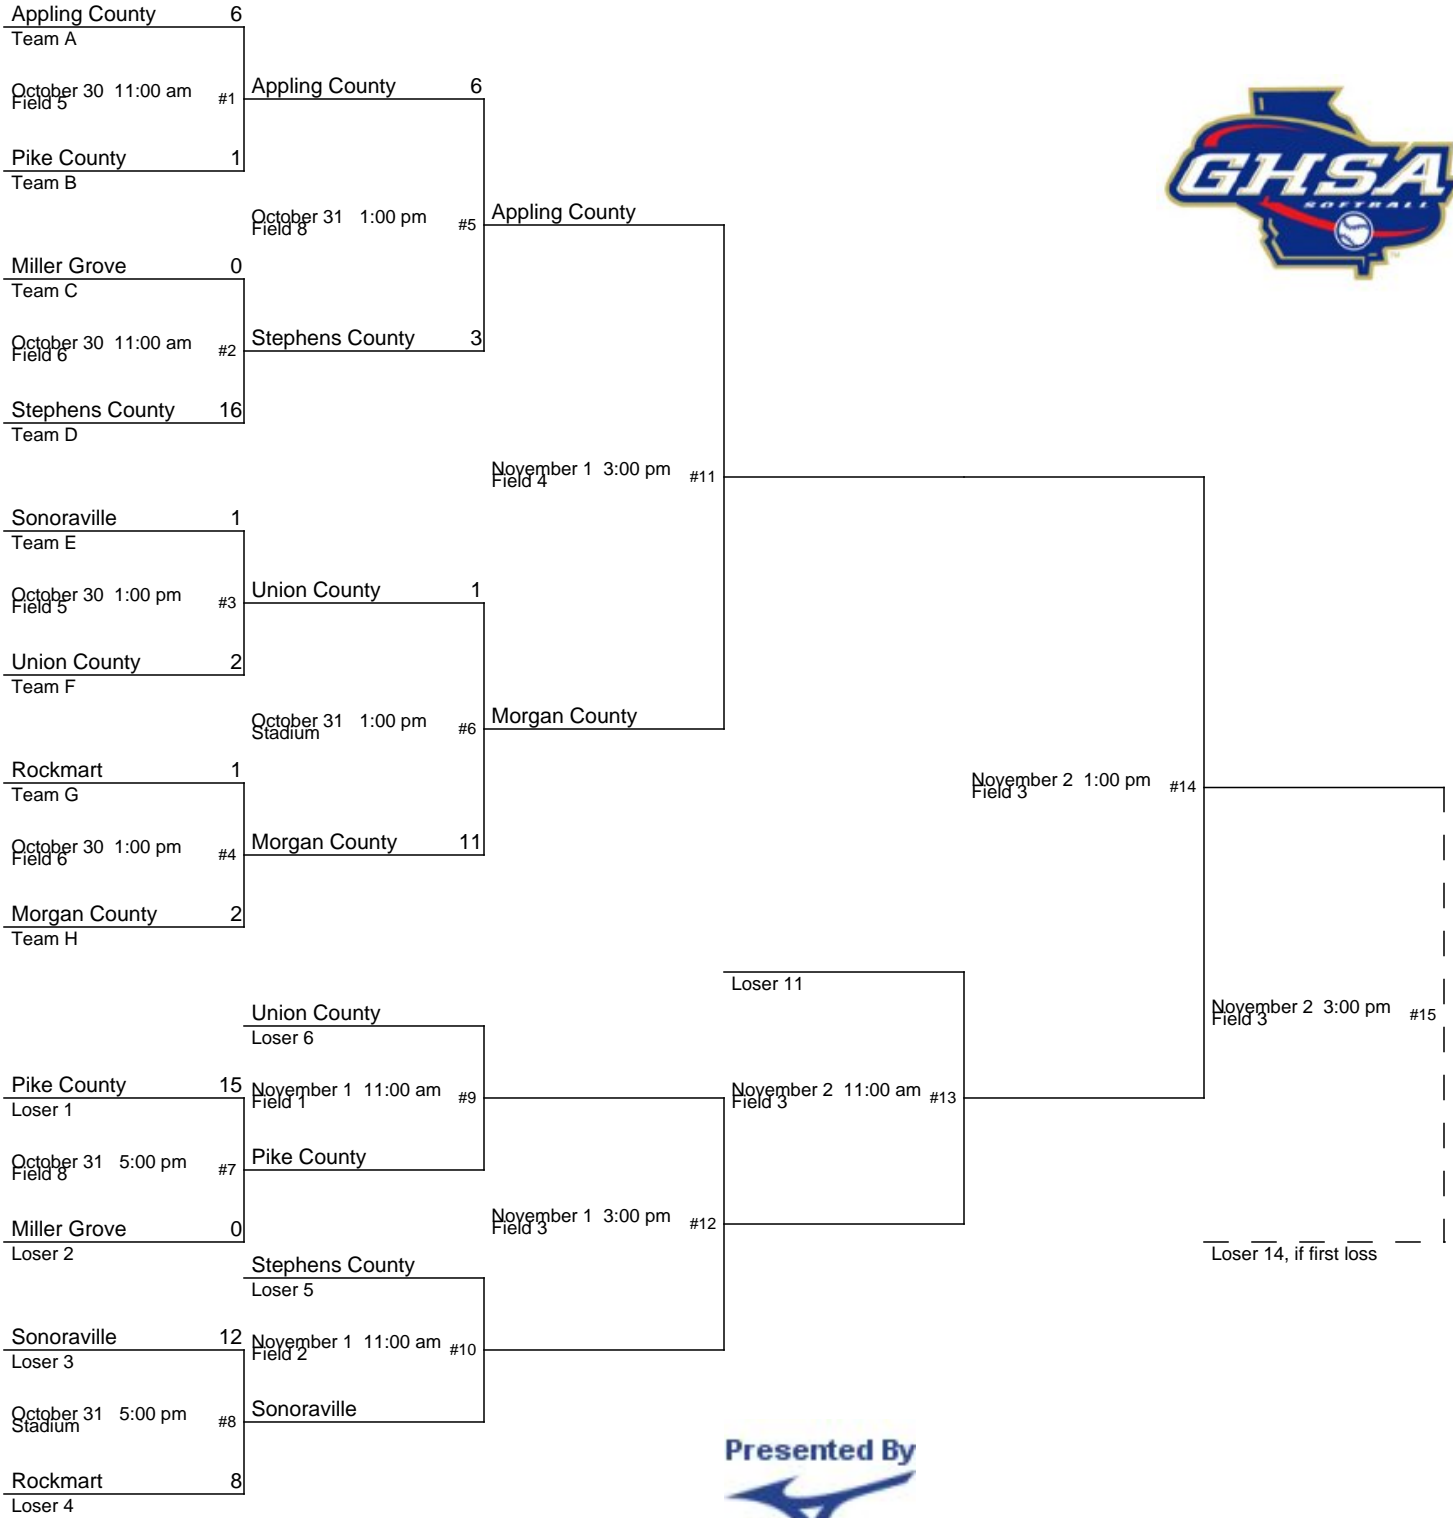 Appling County 6
Team A
October 30 11:00 am
Field 5
#1
Pike County 1
Team B
Appling County 6
October 31 1:00 pm
Field 8
#5
Appling County
Miller Grove 0
Team C
October 30 11:00 am
Field 6
#2
Stephens County 3
Stephens County 16
Team D
November 1 3:00 pm
Field 4
#11
Sonoraville 1
Team E
October 30 1:00 pm
Field 5
#3
Union County 1
Union County 2
Team F
October 31 1:00 pm
Stadium
#6
Morgan County
Rockmart 1
Team G
October 30 1:00 pm
Field 6
#4
Morgan County 11
Morgan County 2
Team H
November 2 1:00 pm
Field 3
#14
Loser 11
Union County
Loser 6
November 1 11:00 am
Field 1
#9
Pike County 15
Loser 1
October 31 5:00 pm
Field 8
#7
Pike County
Miller Grove 0
Loser 2
November 2 11:00 am
Field 3
#13
November 2 3:00 pm
Field 3
#15
November 1 3:00 pm
Field 3
#12
Loser 14, if first loss
Stephens County
Loser 5
November 1 11:00 am
Field 2
#10
Sonoraville 12
Loser 3
October 31 5:00 pm
Stadium
#8
Sonoraville
Rockmart 8
Loser 4
GHSA
SOFTBALL
TM
Presented By